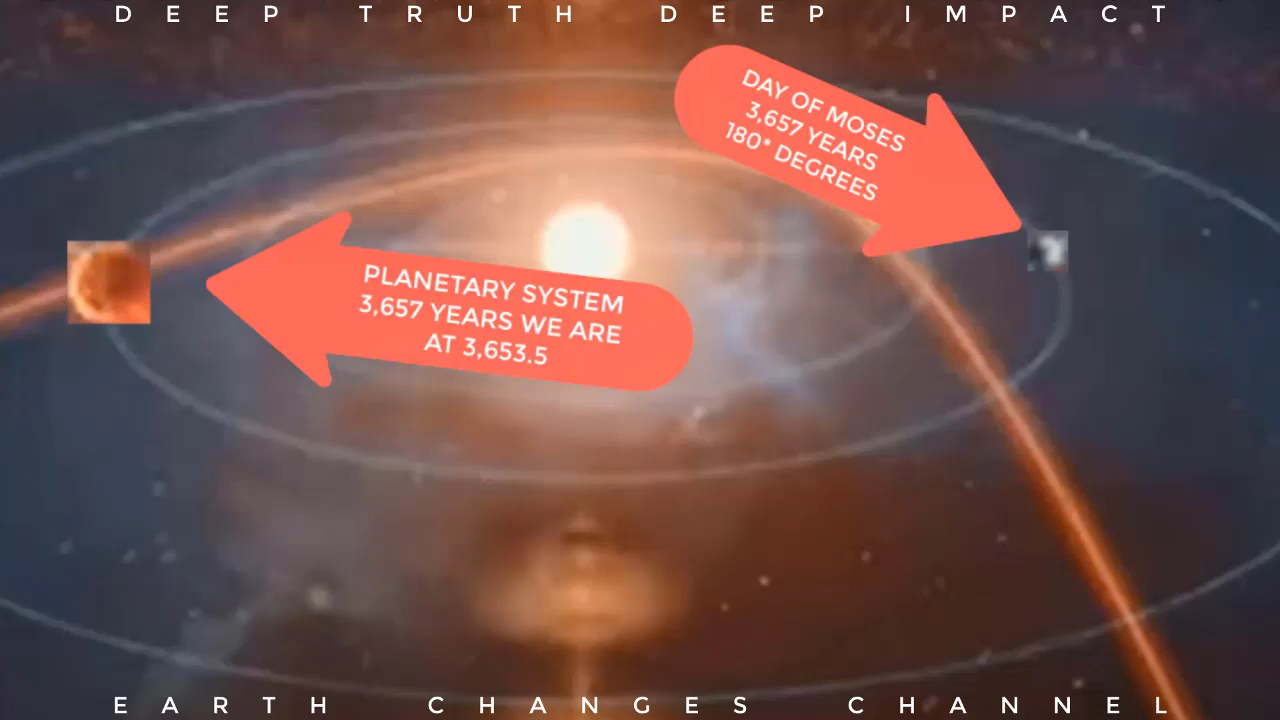 DEEP TRUTH DEEP IMPACT
DAY OF MOSES
3,657 YEARS
180* DEGREES
PLANETARY SYSTEM
3,657 YEARS WE ARE
AT 3,653.5
EARTH CHANGES CHANNEL